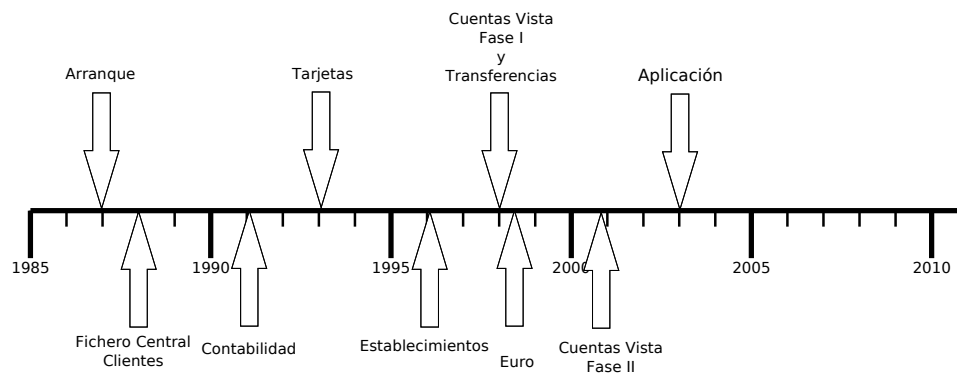 Cuentas Vista
Fase I
y
Transferencias
Arranque
Tarjetas
Aplicación
1985
1990
1995
2000
2005
2010
Fichero Central
Clientes
Contabilidad
Establecimientos
Euro
Cuentas Vista
Fase II